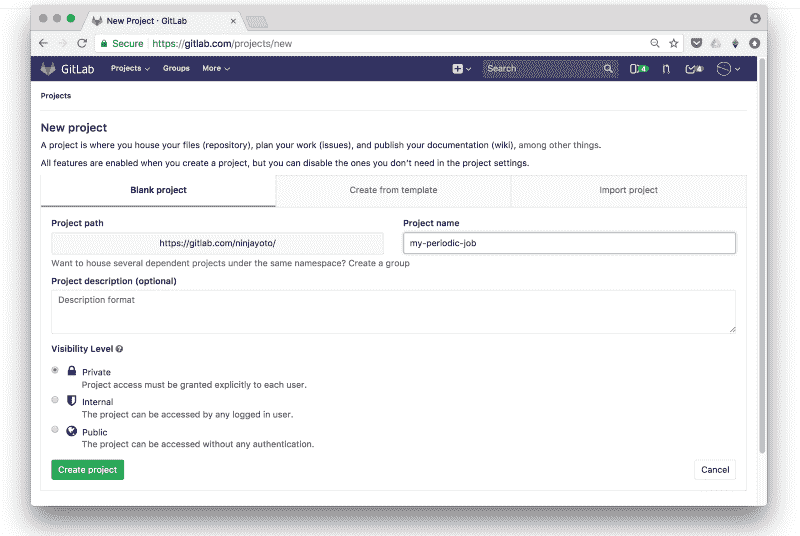 New Project · GitLab
Secure https://gitlab.com/projects/new
GitLab Projects Groups More Search 4 4
Projects
New project
A project is where you house your files (repository), plan your work (issues), and publish your documentation (wiki), among other things.
All features are enabled when you create a project, but you can disable the ones you don't need in the project settings.
Blank project Create from template Import project
Project path Project name
https://gitlab.com/ninjayoto/ my-periodic-job
Want to house several dependent projects under the same namespace? Create a group
Project description (optional)
Description format
Visibility Level
Private
Project access must be granted explicitly to each user.
Internal
The project can be accessed by any logged in user.
Public
The project can be accessed without any authentication.
Create project Cancel